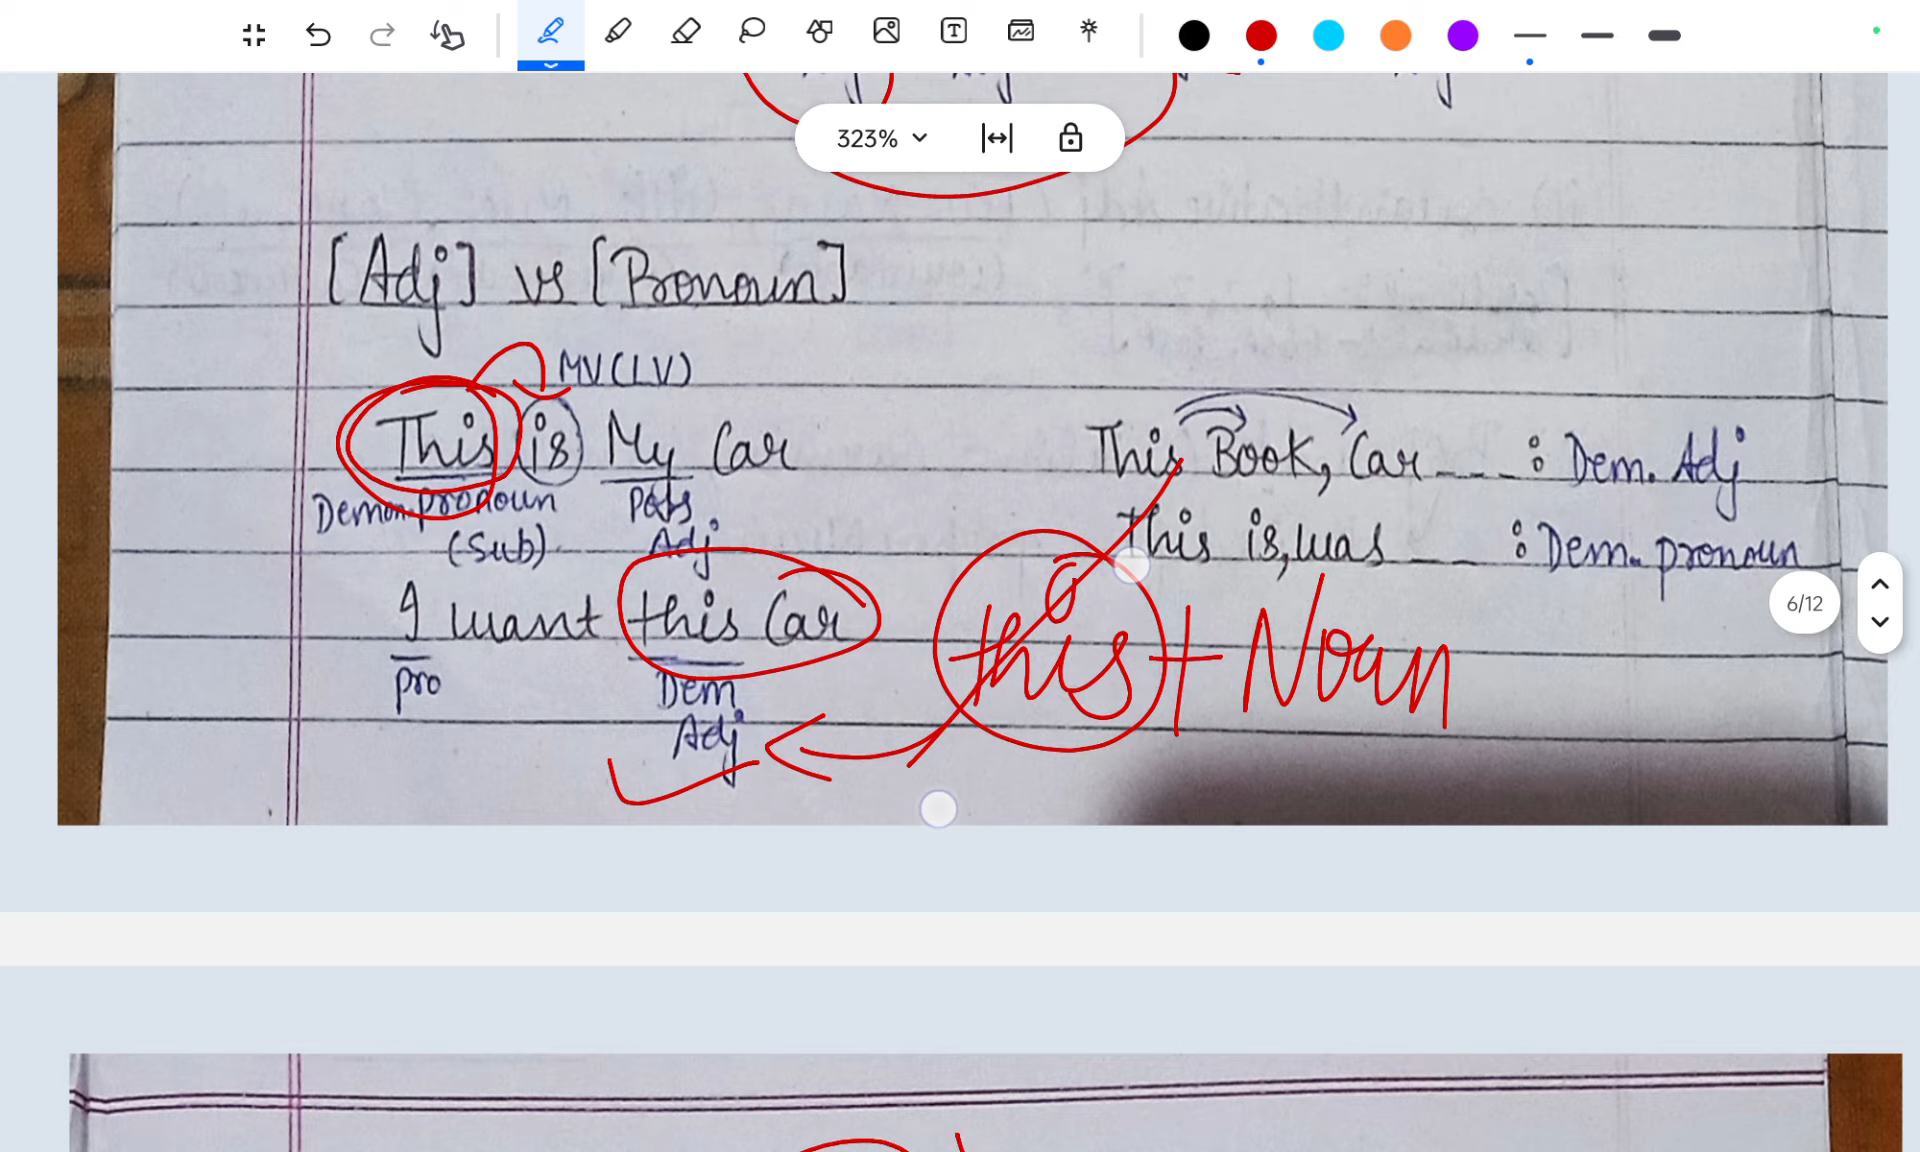 323%
[Adj] vs [Pronoun]
MV(LV)
This is My Car
Demon. pronoun
(Sub)
Poss
Adj
This Book, Car --- : Dem. Adj
This is, was --- : Dem. pronoun
6/12
I want this Car
pro
Dem
Adj
this + Noun